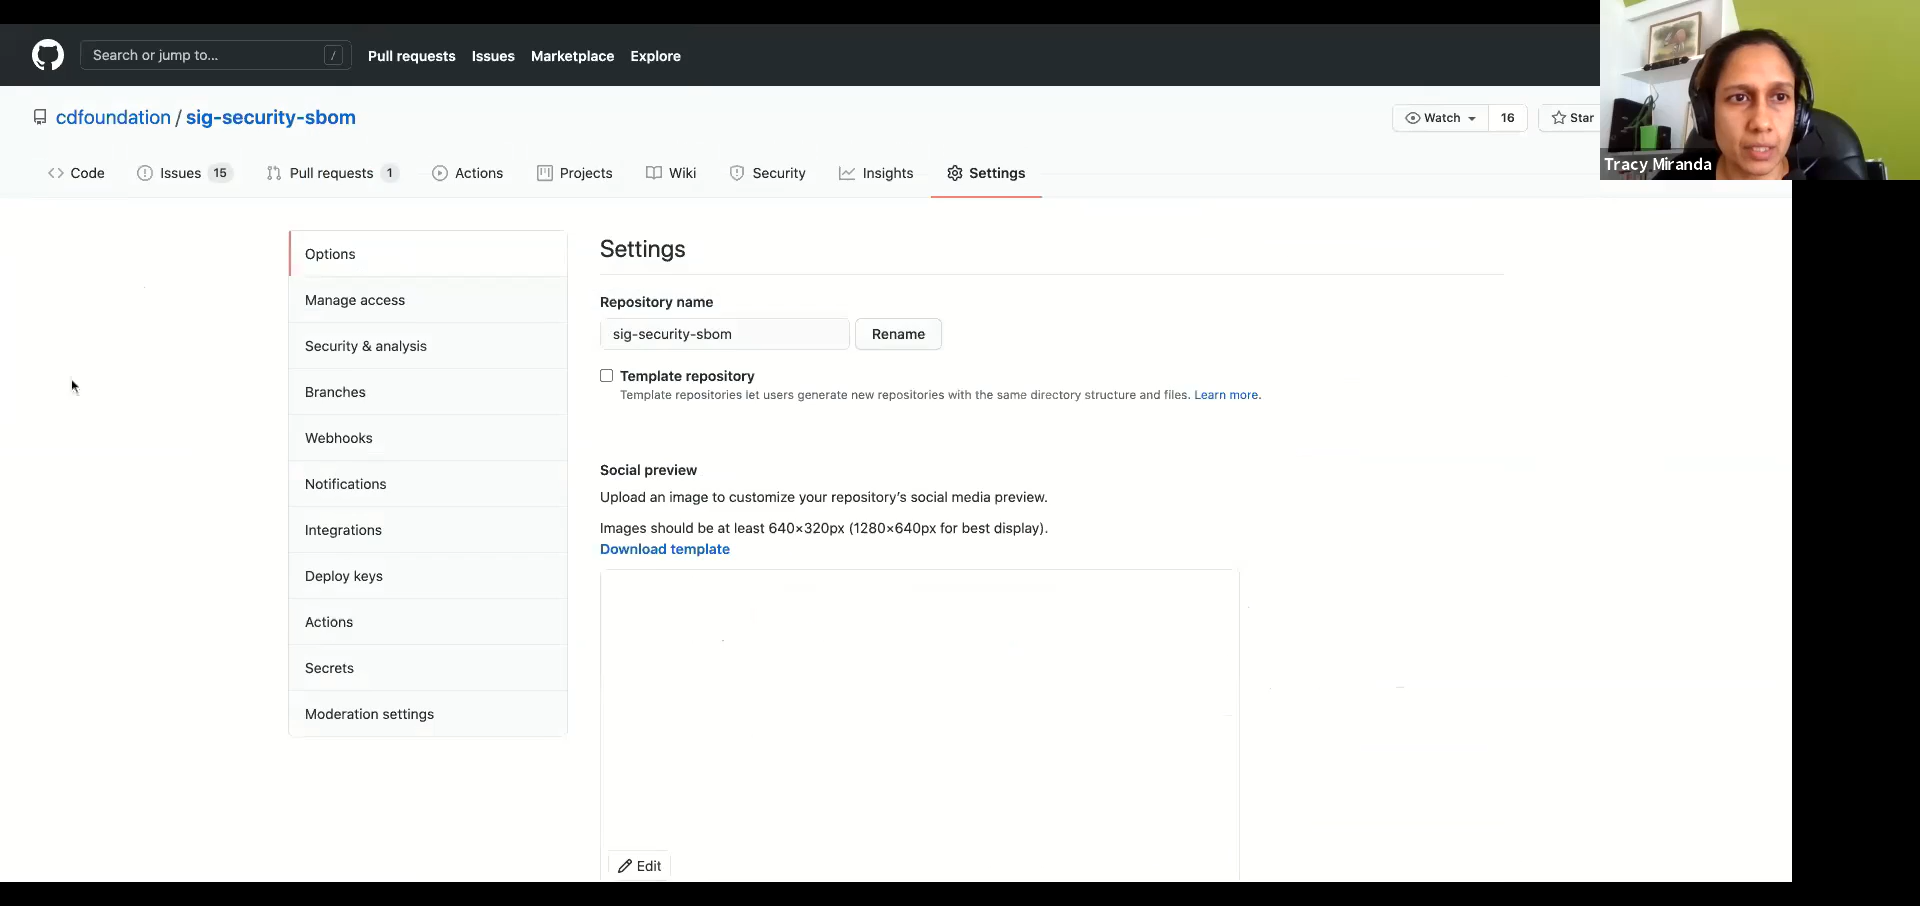 Search or jump to... /
Pull requests Issues Marketplace Explore
cdfoundation / sig-security-sbom
Watch 16 Star
Tracy Miranda
Code Issues 15 Pull requests 1 Actions Projects Wiki Security Insights Settings
Options
Manage access
Security & analysis
Branches
Webhooks
Notifications
Integrations
Deploy keys
Actions
Secrets
Moderation settings
Settings
Repository name
sig-security-sbom Rename
Template repository
Template repositories let users generate new repositories with the same directory structure and files. Learn more.
Social preview
Upload an image to customize your repository’s social media preview.
Images should be at least 640×320px (1280×640px for best display).
Download template
Edit